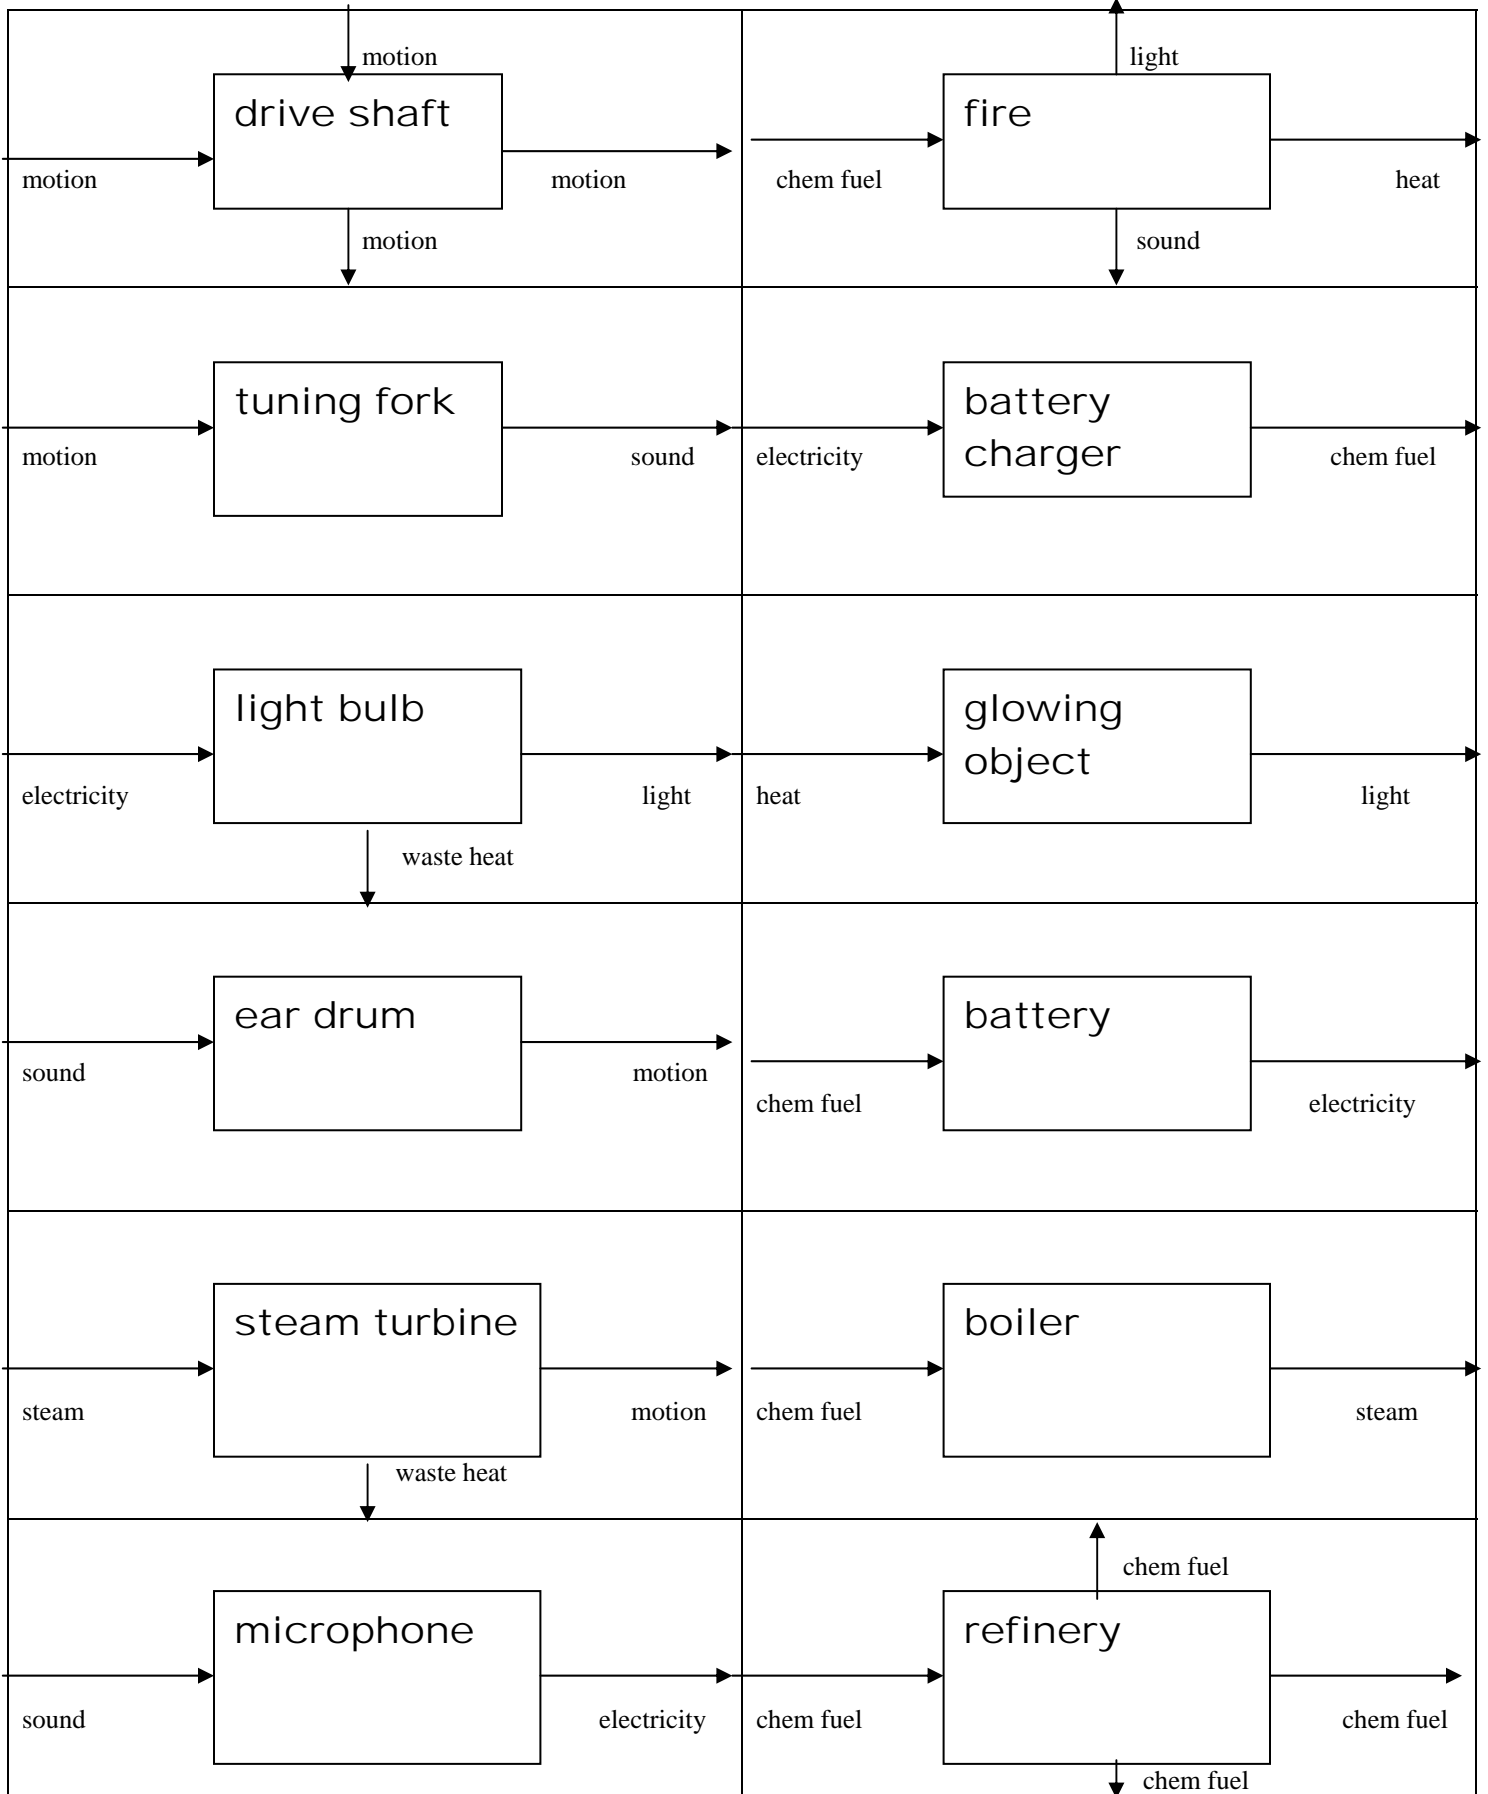 motion
drive shaft
motion
motion
motion
light
fire
chem fuel
heat
sound
tuning fork
motion
sound
battery
charger
electricity
chem fuel
light bulb
electricity
light
waste heat
glowing
object
heat
light
ear drum
sound
motion
battery
chem fuel
electricity
steam turbine
steam
motion
waste heat
boiler
chem fuel
steam
microphone
sound
electricity
chem fuel
refinery
chem fuel
chem fuel
chem fuel